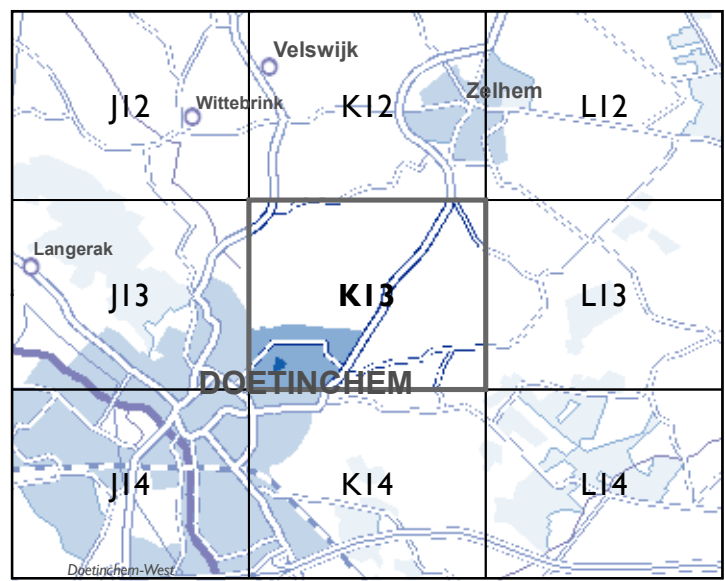 Velswijk
Zelhem
Wittebrink
J12
K12
L12
Langerak
J13
K13
L13
DOETINCHEM
J14
K14
L14
Doetinchem-West